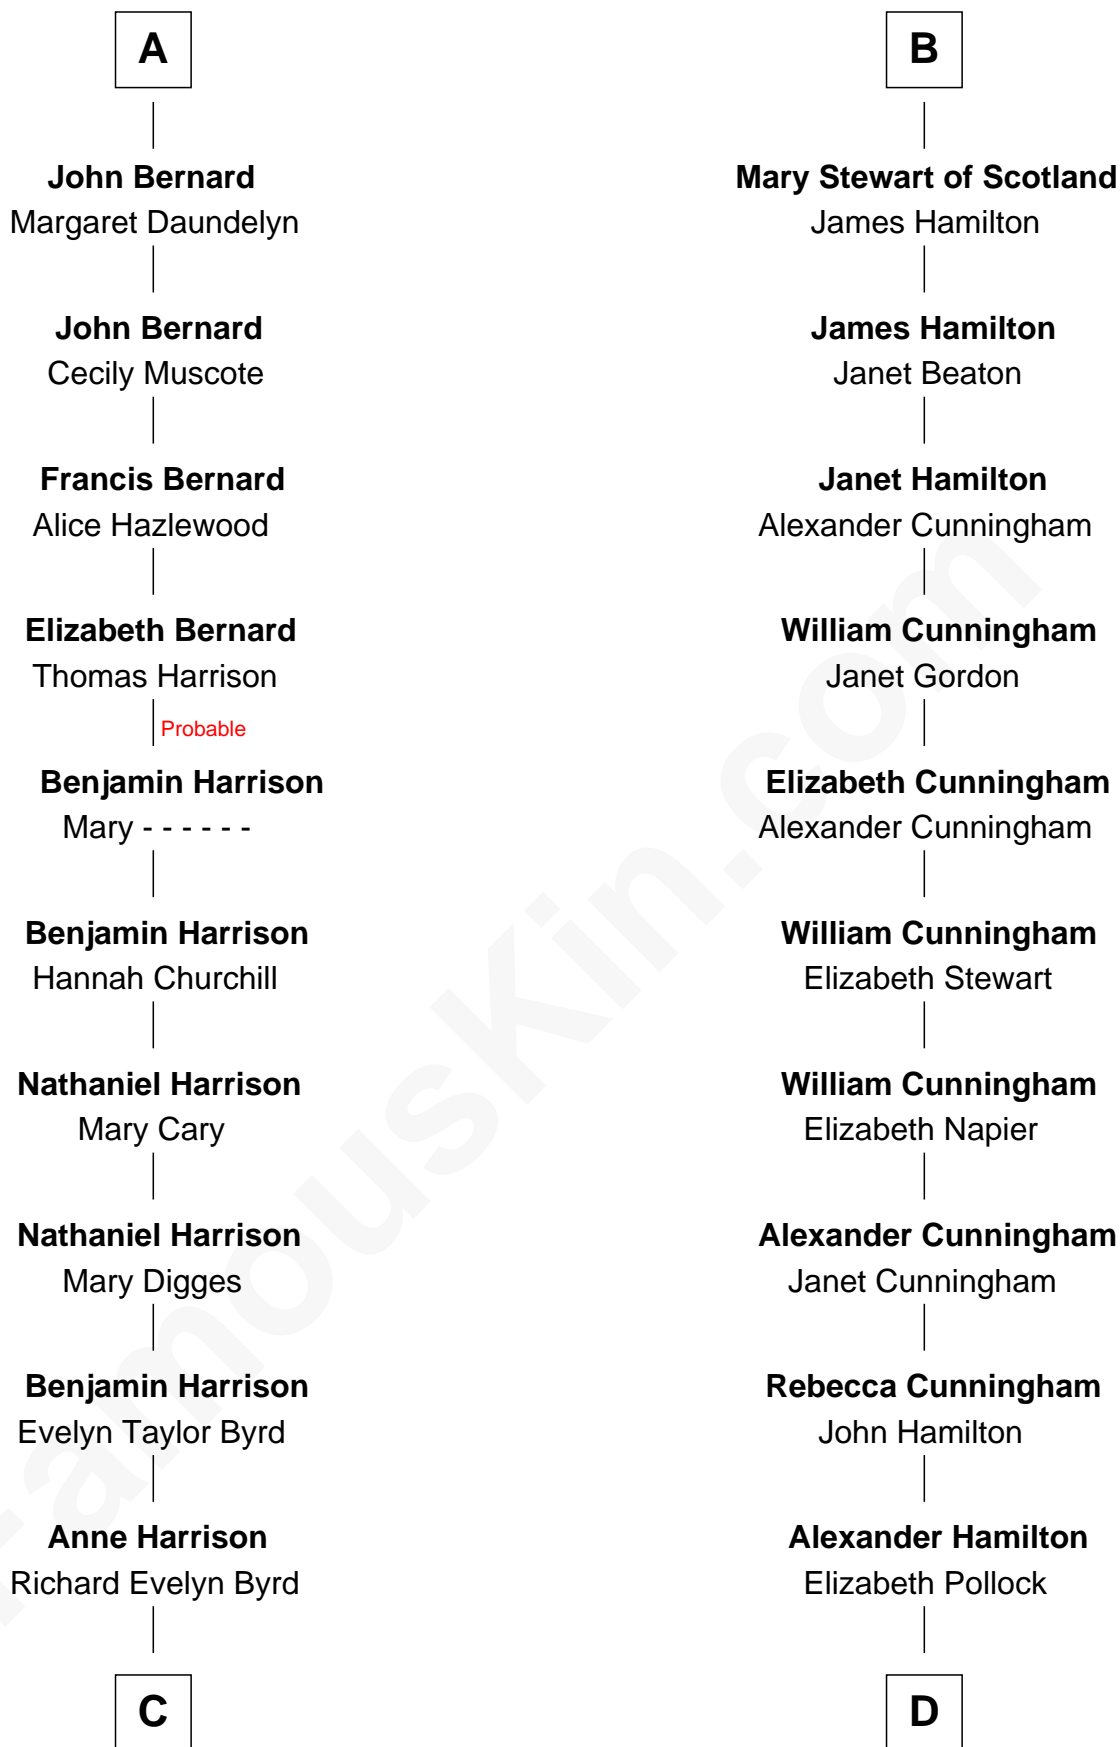 A
John Bernard
Margaret Daundelyn
John Bernard
Cecily Muscote
Francis Bernard
Alice Hazlewood
Elizabeth Bernard
Thomas Harrison
Probable
Benjamin Harrison
Mary - - - - - -
Benjamin Harrison
Hannah Churchill
Nathaniel Harrison
Mary Cary
Nathaniel Harrison
Mary Digges
Benjamin Harrison
Evelyn Taylor Byrd
Anne Harrison
Richard Evelyn Byrd
C
B
Mary Stewart of Scotland
James Hamilton
James Hamilton
Janet Beaton
Janet Hamilton
Alexander Cunningham
William Cunningham
Janet Gordon
Elizabeth Cunningham
Alexander Cunningham
William Cunningham
Elizabeth Stewart
William Cunningham
Elizabeth Napier
Alexander Cunningham
Janet Cunningham
Rebecca Cunningham
John Hamilton
Alexander Hamilton
Elizabeth Pollock
D
FamousKin.com